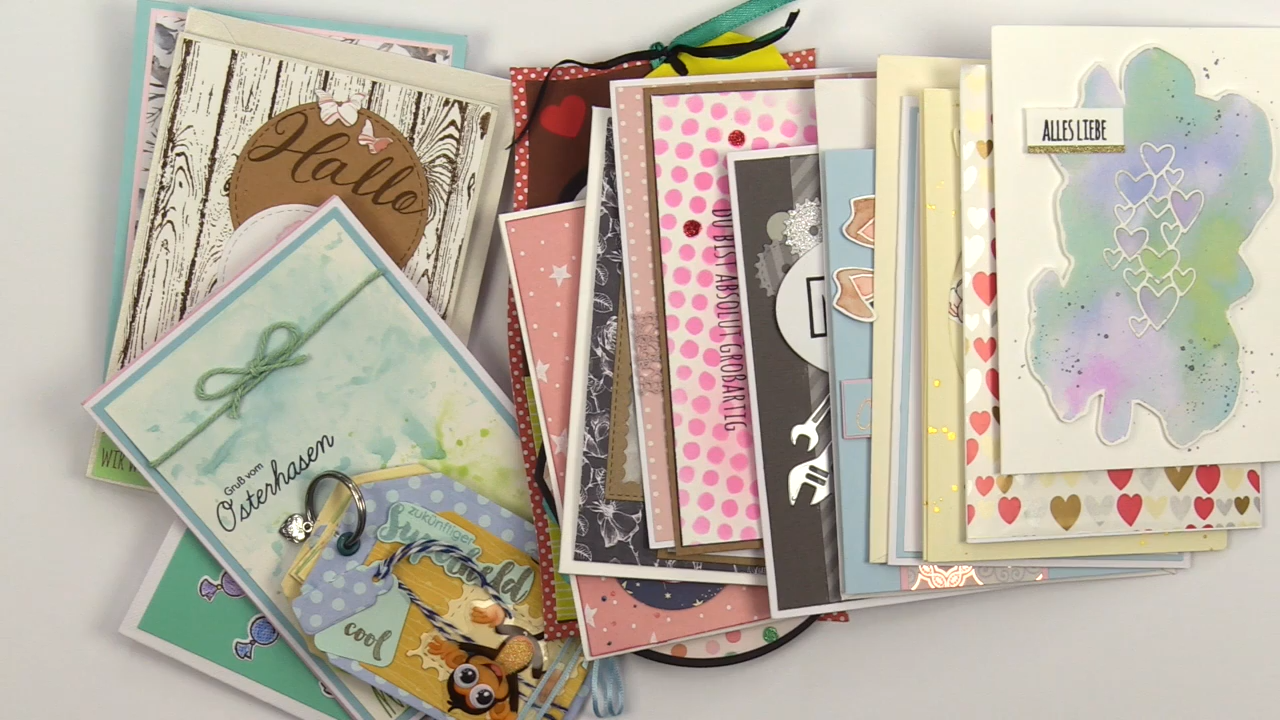 Hallo
WIR
Gruß vom
Osterhasen
zukünftiger
cool
DU BIST ABSOLUT GROẞARTIG
ALLES LIEBE